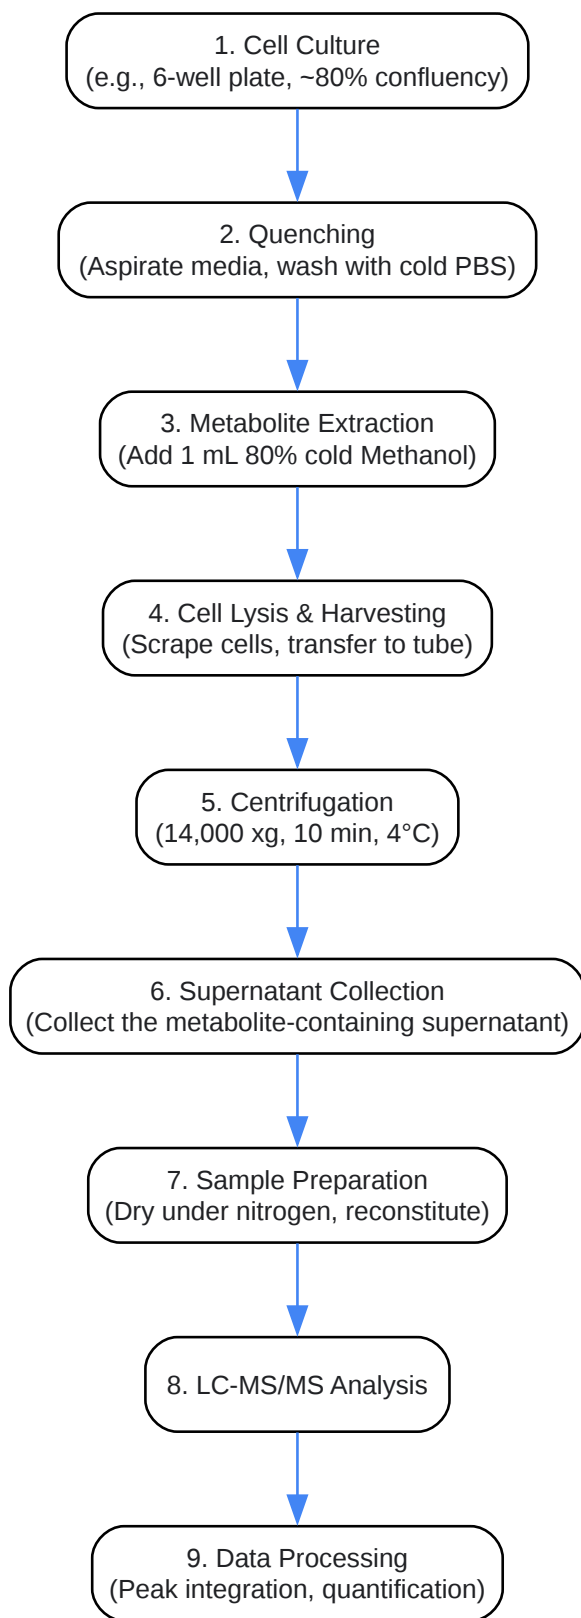 1. Cell Culture
(e.g., 6-well plate, ~80% confluency)
2. Quenching
(Aspirate media, wash with cold PBS)
3. Metabolite Extraction
(Add 1 mL 80% cold Methanol)
4. Cell Lysis & Harvesting
(Scrape cells, transfer to tube)
5. Centrifugation
(14,000 xg, 10 min, 4°C)
6. Supernatant Collection
(Collect the metabolite-containing supernatant)
7. Sample Preparation
(Dry under nitrogen, reconstitute)
8. LC-MS/MS Analysis
9. Data Processing
(Peak integration, quantification)